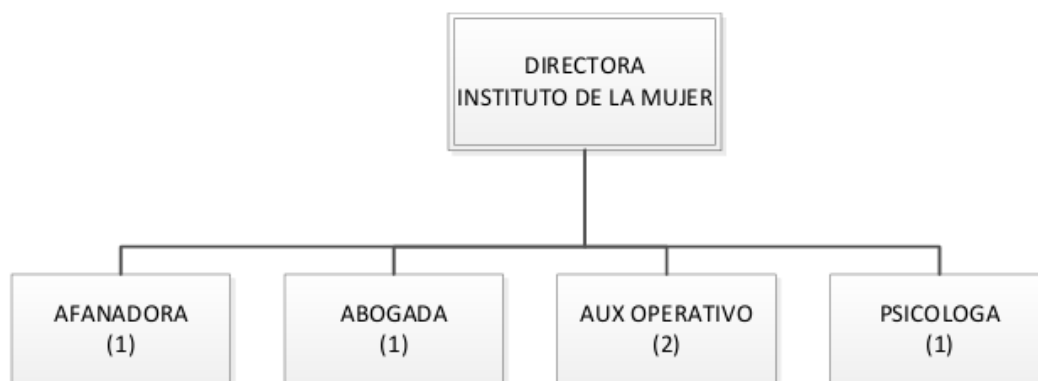 DIRECTORA
INSTITUTO DE LA MUJER
AFANADORA
(1)
ABOGADA
(1)
AUX OPERATIVO
(2)
PSICOLOGA
(1)